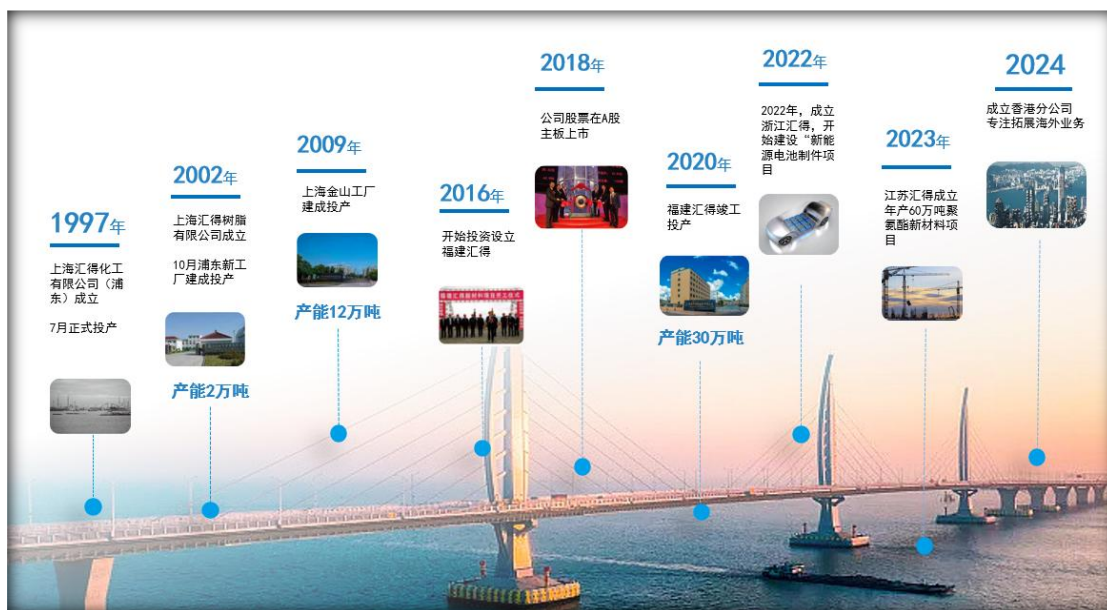 1997年
上海汇得化工
有限公司（浦
东）成立
7月正式投产
2002年
上海汇得树脂
有限公司成立
10月浦东新工
厂建成投产
产能2万吨
2009年
上海金山工厂
建成投产
产能12万吨
2016年
开始投资设立
福建汇得
2018年
公司股票在A股
主板上市
2020年
福建汇得竣工
投产
产能30万吨
2022年
2022年，成立
浙江汇得，开
始建设“新能
源电池制件项
目
2023年
江苏汇得成立
年产60万吨聚
氨酯新材料项
目
2024
成立香港分公司
专注拓展海外业务